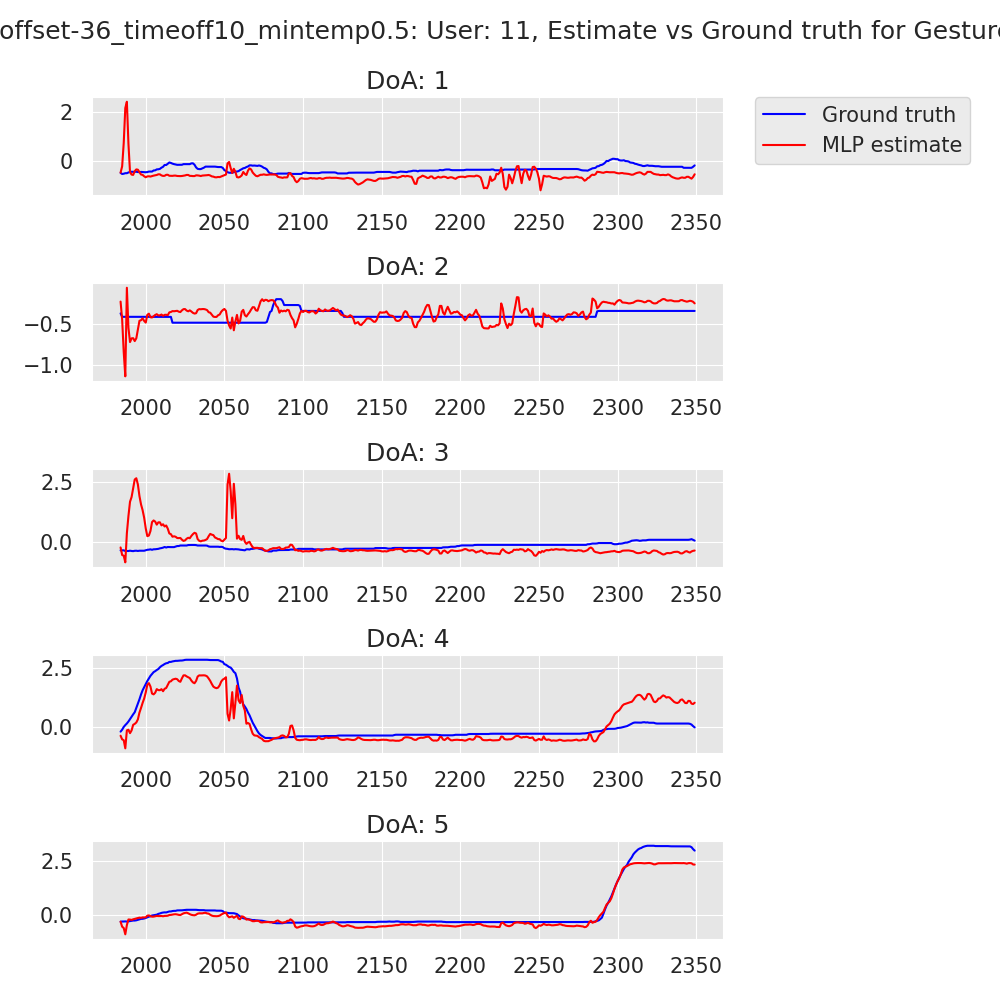 offset-36_timeoff10_mintemp0.5: User: 11, Estimate vs Ground truth for Gesture
DoA: 1
Ground truth
MLP estimate
2
0
2000 2050 2100 2150 2200 2250 2300 2350
DoA: 2
−0.5
−1.0
2000 2050 2100 2150 2200 2250 2300 2350
DoA: 3
2.5
0.0
2000 2050 2100 2150 2200 2250 2300 2350
DoA: 4
2.5
0.0
2000 2050 2100 2150 2200 2250 2300 2350
DoA: 5
2.5
0.0
2000 2050 2100 2150 2200 2250 2300 2350